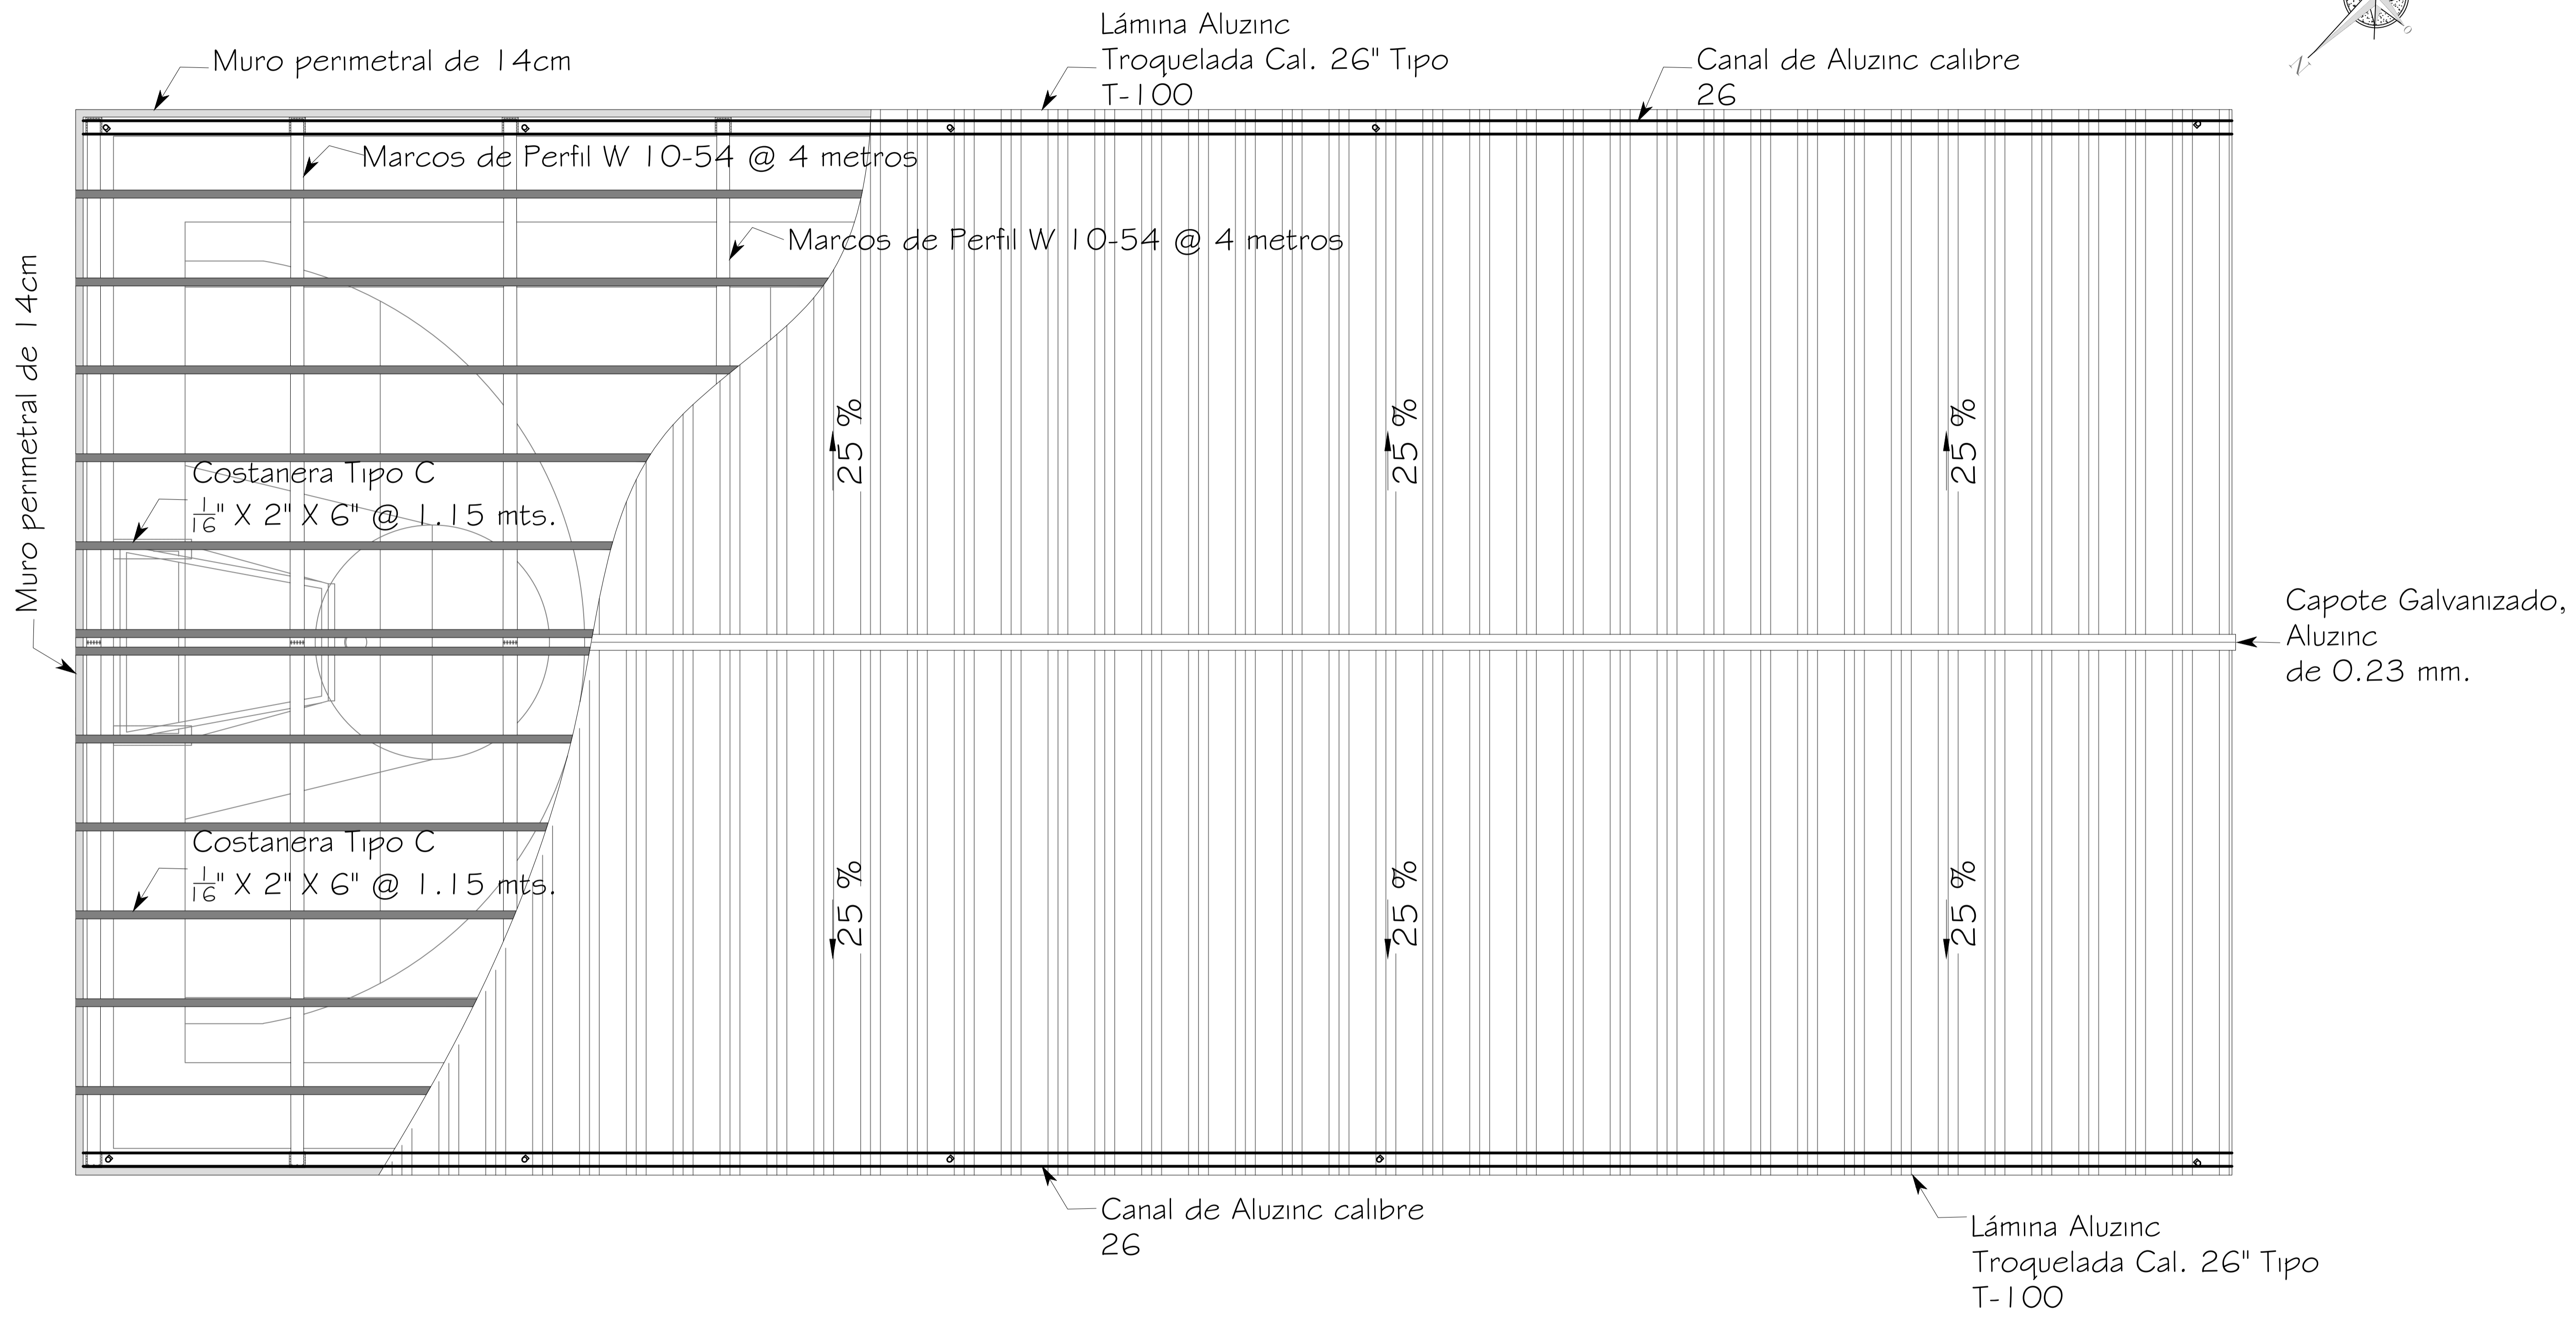 Lámina Aluzinc
Troquelada Cal. 26" Tipo
T-100
Muro perimetral de 14cm
Canal de Aluzinc calibre
26
N
O
Marcos de Perfil W 10-54 @ 4 metros
Marcos de Perfil W 10-54 @ 4 metros
Muro perimetral de 14cm
25 %
25 %
25 %
Costanera Tipo C
1/16" X 2" X 6" @ 1.15 mts.
Capote Galvanizado,
Aluzinc
de 0.23 mm.
Costanera Tipo C
1/16" X 2" X 6" @ 1.15 mts.
25 %
25 %
25 %
Canal de Aluzinc calibre
26
Lámina Aluzinc
Troquelada Cal. 26" Tipo
T-100